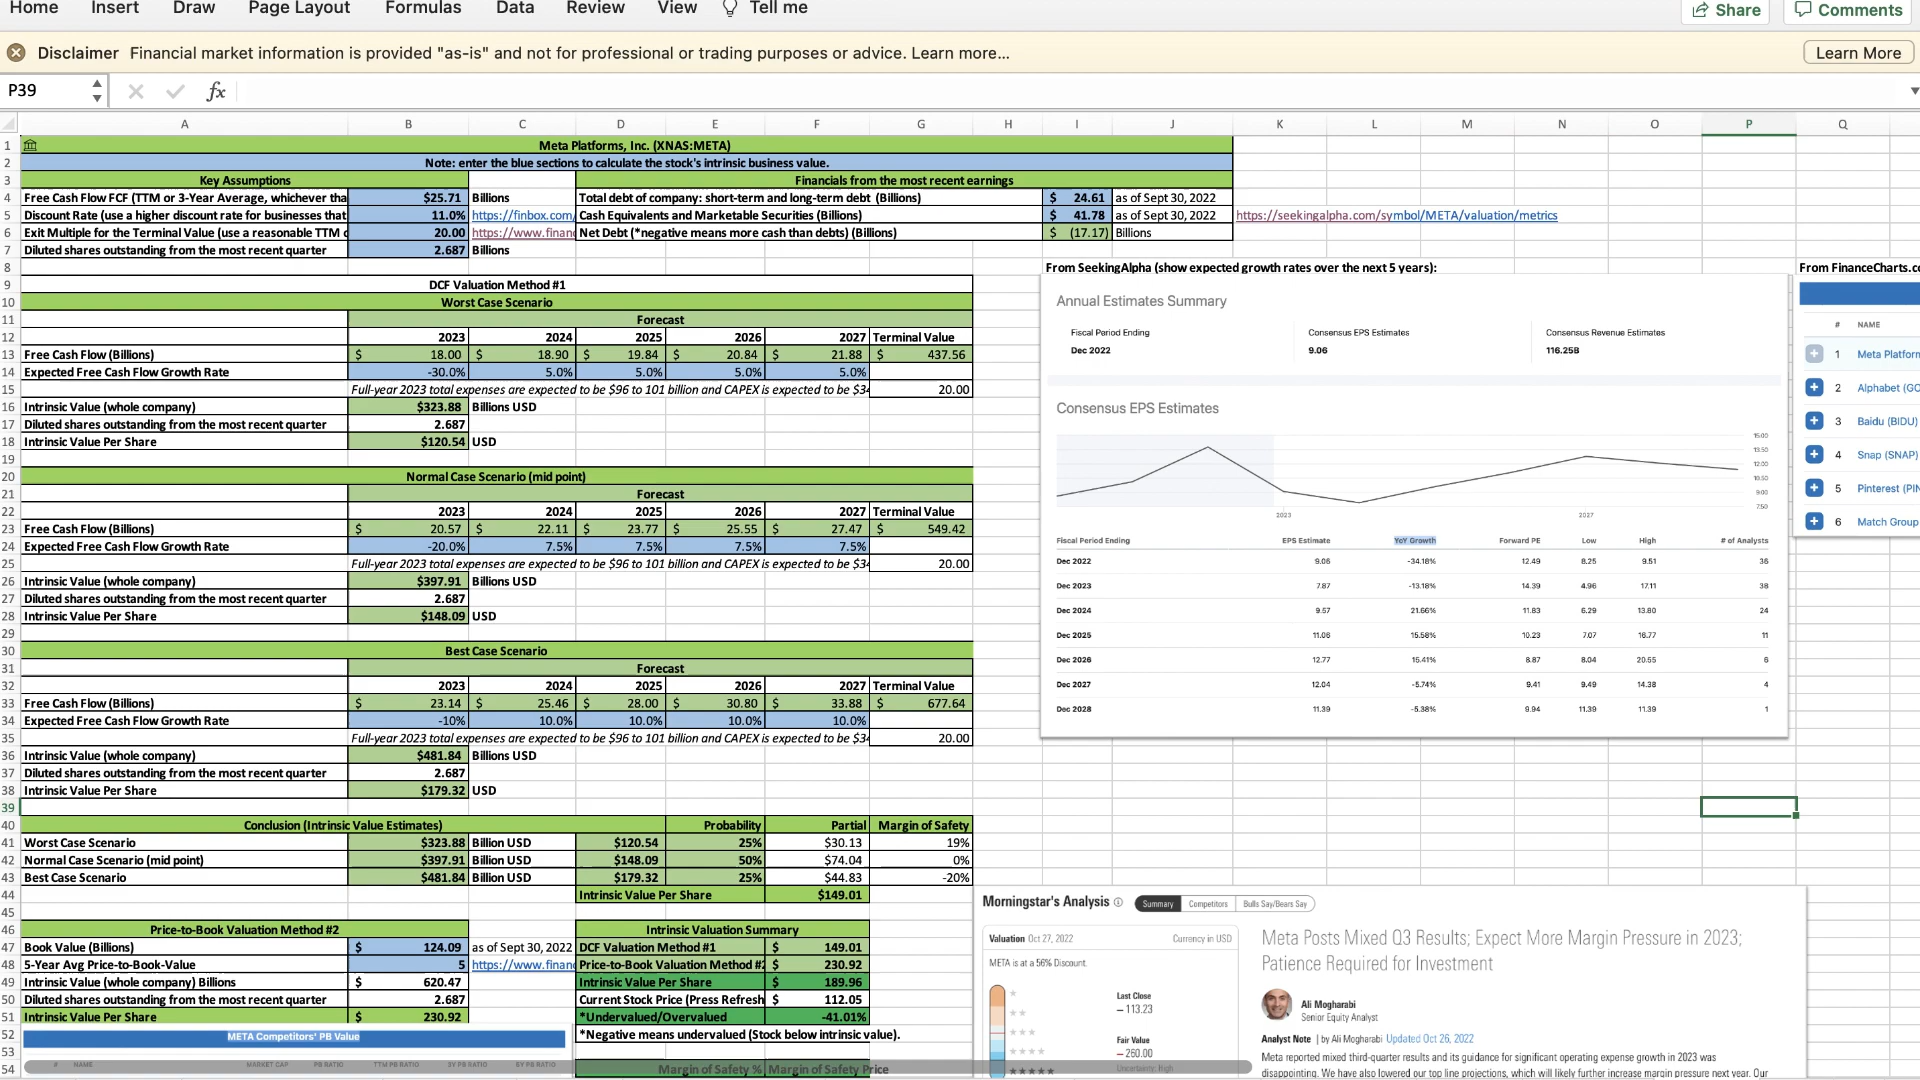 Home Insert Draw Page Layout Formulas Data Review View Tell me Share Comments
Disclaimer Financial market information is provided "as-is" and not for professional or trading purposes or advice. Learn more... Learn More
P39 fx
A B C D E F G H I J K L M N O P Q
1 Meta Platforms, Inc. (XNAS:META)
2 Note: enter the blue sections to calculate the stock's intrinsic business value.
3 Key Assumptions Financials from the most recent earnings
4 Free Cash Flow FCF (TTM or 3-Year Average, whichever tha $25.71 Billions Total debt of company: short-term and long-term debt (Billions) $ 24.61 as of Sept 30, 2022
5 Discount Rate (use a higher discount rate for businesses that 11.0% https://finbox.com/ Cash Equivalents and Marketable Securities (Billions) $ 41.78 as of Sept 30, 2022 https://seekingalpha.com/symbol/META/valuation/metrics
6 Exit Multiple for the Terminal Value (use a reasonable TTM 20.00 https://www.finan Net Debt (*negative means more cash than debts) (Billions) $ (17.17) Billions
7 Diluted shares outstanding from the most recent quarter 2.687 Billions
8 From SeekingAlpha (show expected growth rates over the next 5 years): From FinanceCharts.co
9 DCF Valuation Method #1
10 Worst Case Scenario
11 Forecast
12 2023 2024 2025 2026 2027 Terminal Value
13 Free Cash Flow (Billions) $ 18.00 $ 18.90 $ 19.84 $ 20.84 $ 21.88 $ 437.56
14 Expected Free Cash Flow Growth Rate -30.0% 5.0% 5.0% 5.0% 5.0%
15 Full-year 2023 total expenses are expected to be $96 to 101 billion and CAPEX is expected to be $34 20.00
16 Intrinsic Value (whole company) $323.88 Billions USD
17 Diluted shares outstanding from the most recent quarter 2.687
18 Intrinsic Value Per Share $120.54 USD
19
20 Normal Case Scenario (mid point)
21 Forecast
22 2023 2024 2025 2026 2027 Terminal Value
23 Free Cash Flow (Billions) $ 20.57 $ 22.11 $ 23.77 $ 25.55 $ 27.47 $ 549.42
24 Expected Free Cash Flow Growth Rate -20.0% 7.5% 7.5% 7.5% 7.5%
25 Full-year 2023 total expenses are expected to be $96 to 101 billion and CAPEX is expected to be $34 20.00
26 Intrinsic Value (whole company) $397.91 Billions USD
27 Diluted shares outstanding from the most recent quarter 2.687
28 Intrinsic Value Per Share $148.09 USD
29
30 Best Case Scenario
31 Forecast
32 2023 2024 2025 2026 2027 Terminal Value
33 Free Cash Flow (Billions) $ 23.14 $ 25.46 $ 28.00 $ 30.80 $ 33.88 $ 677.64
34 Expected Free Cash Flow Growth Rate -10% 10.0% 10.0% 10.0% 10.0%
35 Full-year 2023 total expenses are expected to be $96 to 101 billion and CAPEX is expected to be $34 20.00
36 Intrinsic Value (whole company) $481.84 Billions USD
37 Diluted shares outstanding from the most recent quarter 2.687
38 Intrinsic Value Per Share $179.32 USD
39
40 Conclusion (Intrinsic Value Estimates) Probability Partial Margin of Safety
41 Worst Case Scenario $323.88 Billion USD $120.54 25% $30.13 19%
42 Normal Case Scenario (mid point) $397.91 Billion USD $148.09 50% $74.04 0%
43 Best Case Scenario $481.84 Billion USD $179.32 25% $44.83 -20%
44 Intrinsic Value Per Share $149.01
45
46 Price-to-Book Valuation Method #2 Intrinsic Valuation Summary
47 Book Value (Billions) $ 124.09 as of Sept 30, 2022 DCF Valuation Method #1 $ 149.01
48 5-Year Avg Price-to-Book-Value 5 https://www.finan Price-to-Book Valuation Method #2 $ 230.92
49 Intrinsic Value (whole company) Billions $ 620.47 Intrinsic Value Per Share $ 189.96
50 Diluted shares outstanding from the most recent quarter 2.687 Current Stock Price (Press Refresh $ 112.05
51 Intrinsic Value Per Share $ 230.92 *Undervalued/Overvalued -41.01%
52 META Competitors' PB Value *Negative means undervalued (Stock below intrinsic value).
53
54 # NAME MARKET CAP PB RATIO TTM PB RATIO 3Y PB RATIO 5Y PB RATIO Margin of Safety % Margin of Safety Price
Annual Estimates Summary
Fiscal Period Ending Consensus EPS Estimates Consensus Revenue Estimates
Dec 2022 9.06 116.25B
Consensus EPS Estimates
15.00
13.50
12.00
10.50
9.00
7.50
2023 2027
Fiscal Period Ending EPS Estimate YoY Growth Forward PE Low High # of Analysts
Dec 2022 9.06 -34.18% 12.49 8.25 9.51 36
Dec 2023 7.87 -13.18% 14.39 4.96 17.11 38
Dec 2024 9.57 21.66% 11.83 6.29 13.80 24
Dec 2025 11.06 15.58% 10.23 7.07 16.77 11
Dec 2026 12.77 15.41% 8.87 8.04 20.55 6
Dec 2027 12.04 -5.74% 9.41 9.49 14.38 4
Dec 2028 11.39 -5.38% 9.94 11.39 11.39 1
# NAME
1 Meta Platforn
2 Alphabet (GO
3 Baidu (BIDU)
4 Snap (SNAP)
5 Pinterest (PIN
6 Match Group
Morningstar's Analysis Summary Competitors Bulls Say/Bears Say
Valuation Oct 27, 2022 Currency in USD
META is at a 56% Discount.
Last Close
113.23
Fair Value
260.00
Uncertainty: High
Meta Posts Mixed Q3 Results; Expect More Margin Pressure in 2023;
Patience Required for Investment
Ali Mogharabi
Senior Equity Analyst
Analyst Note | by Ali Mogharabi Updated Oct 26, 2022
Meta reported mixed third-quarter results and its guidance for significant operating expense growth in 2023 was
disappointing. We have also lowered our top line projections, which will likely further increase margin pressure next year. Our